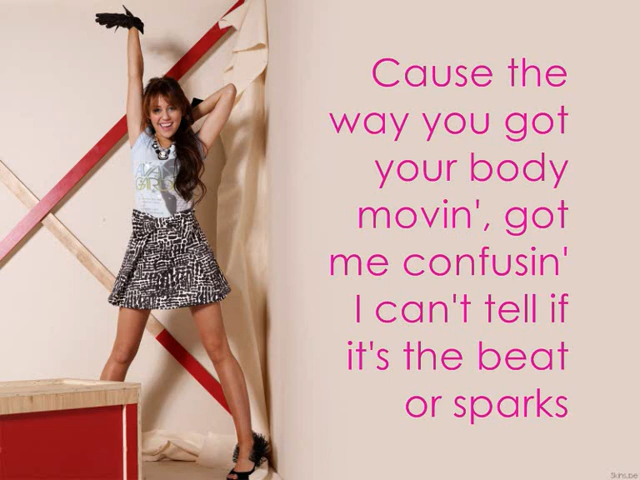 Cause the
way you got
your body
movin', got
me confusin'
I can't tell if
it's the beat
or sparks
GIRL